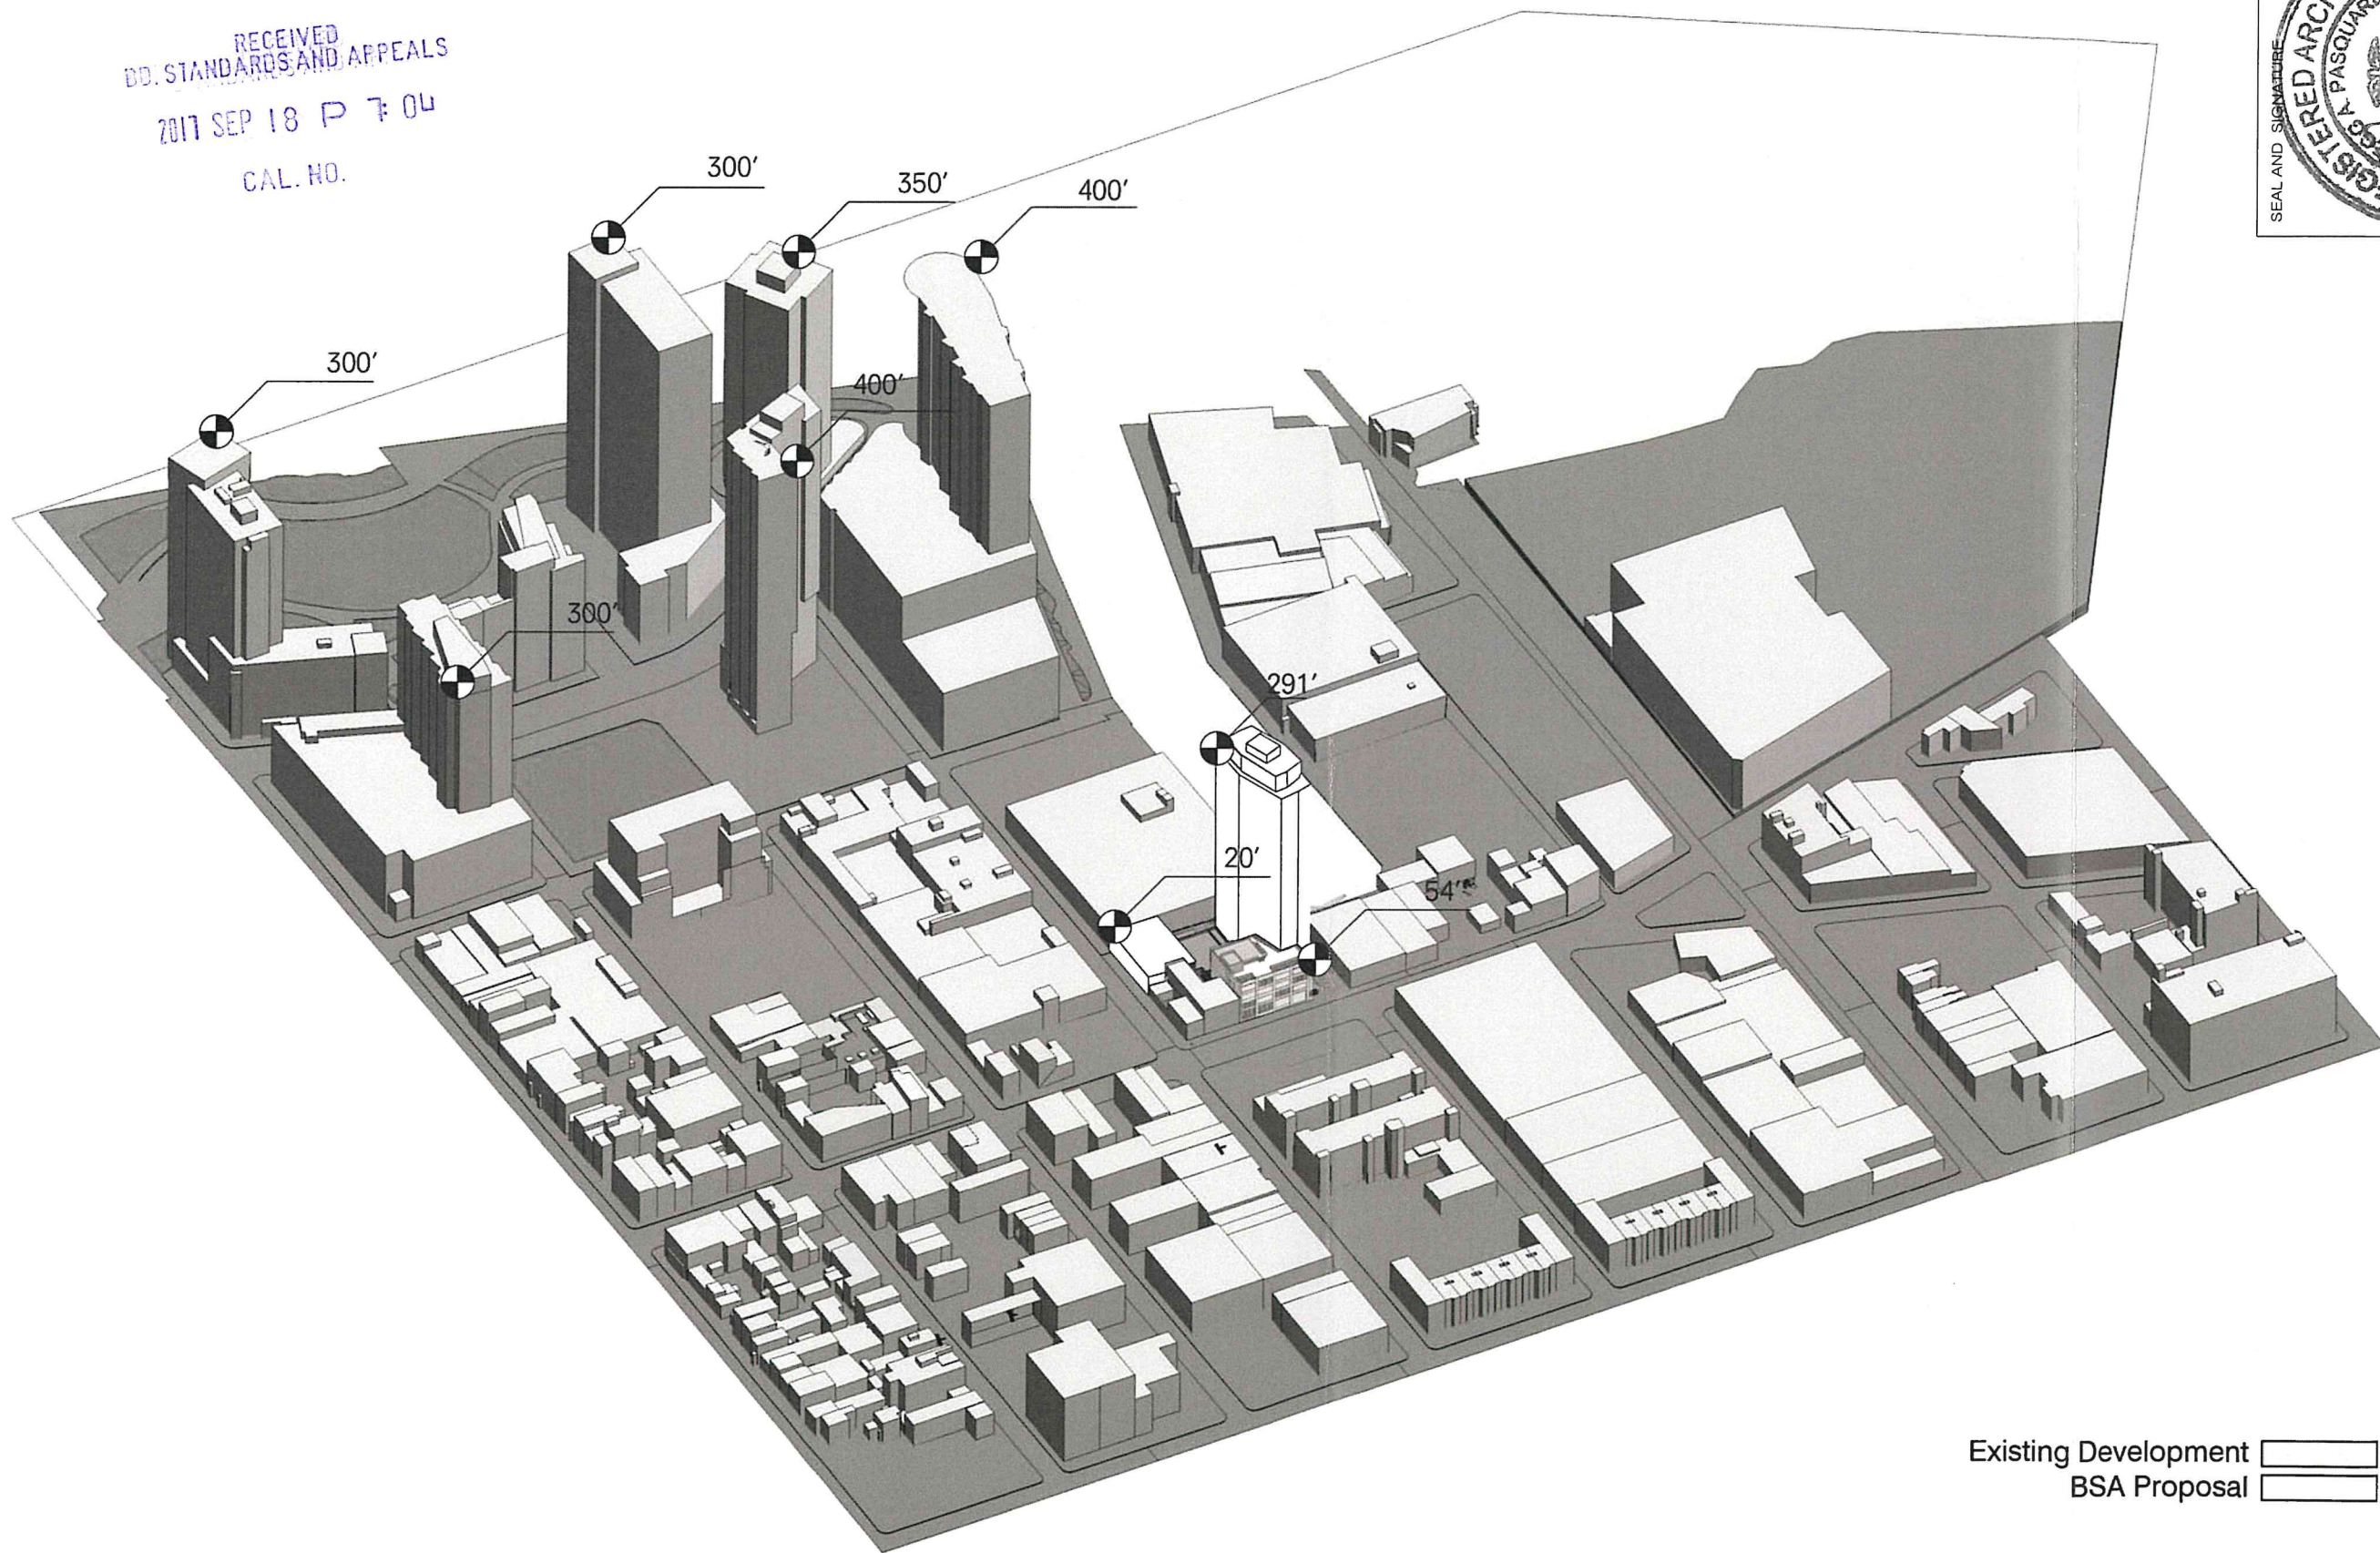 RECEIVED
BD. STANDARDS AND APPEALS
2017 SEP 18 P 7:04
CAL. NO.
SEAL AND SIGNATURE
300'
350'
400'
300'
400'
300'
291'
20'
54'
Existing Development
BSA Proposal